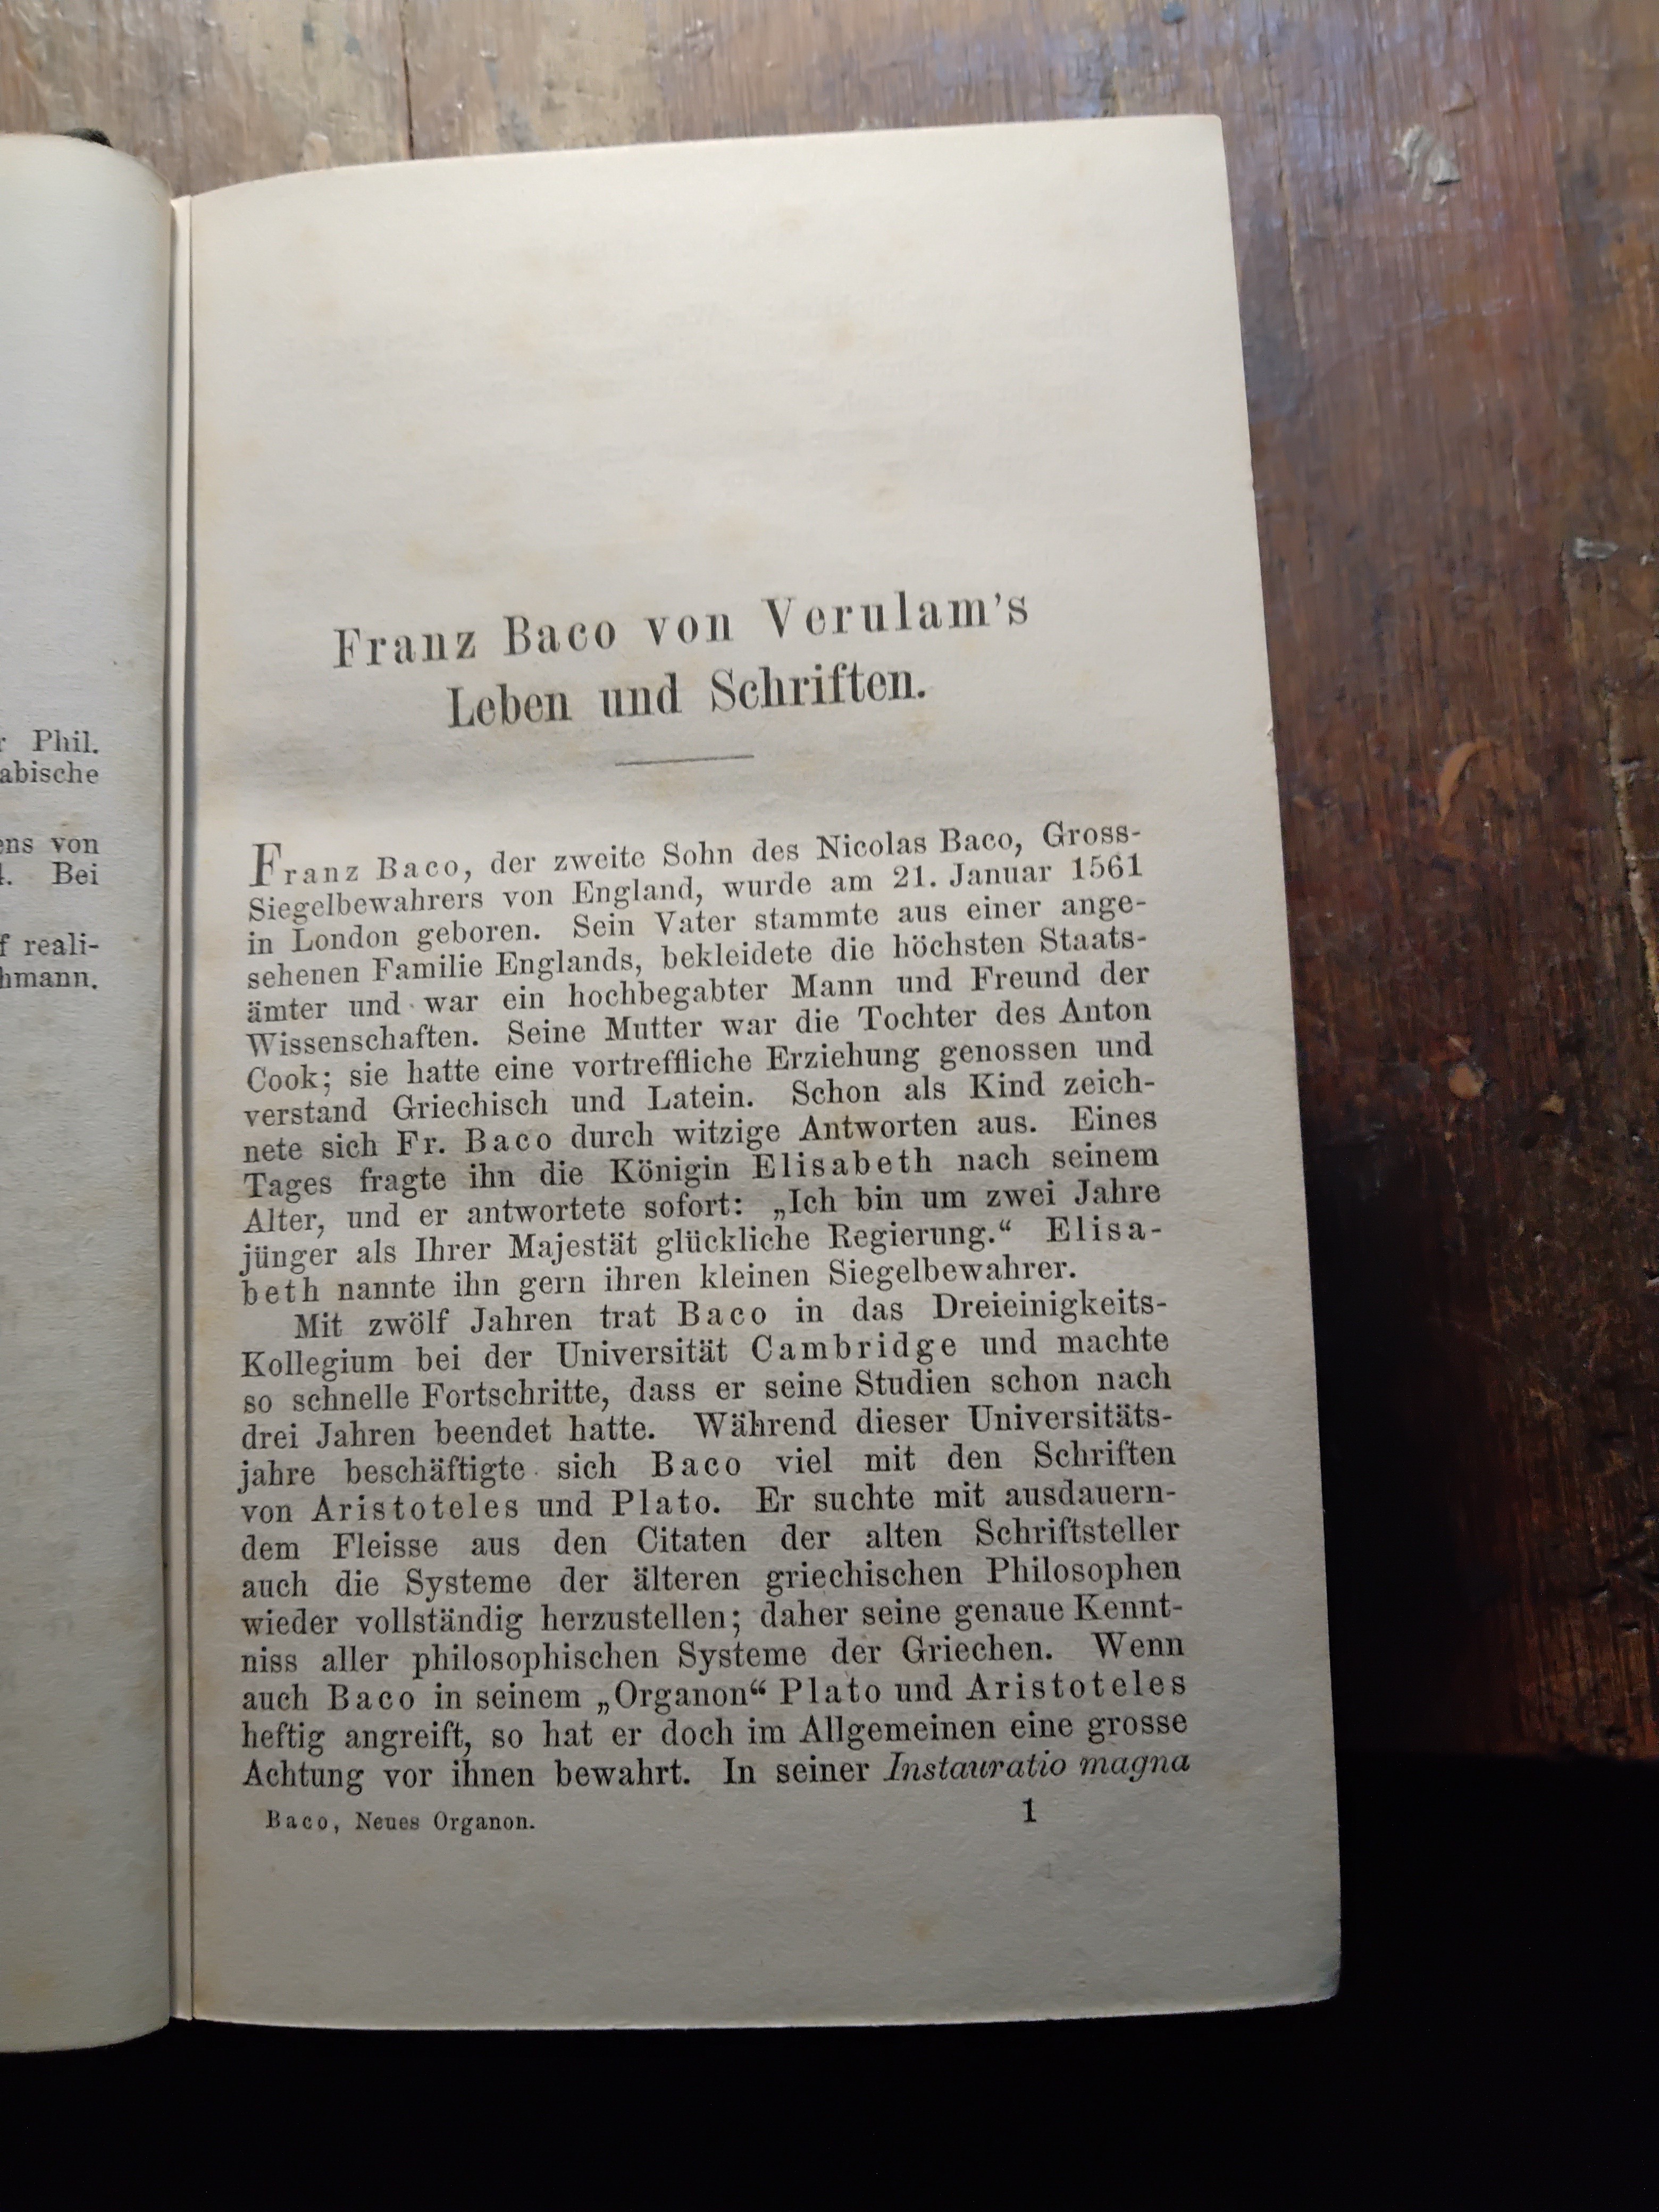 Phil.
abische
von
Bei
reali-
hmann.
Franz Baco von Verulam's
Leben und Schriften.
Franz Baco, der zweite Sohn des Nicolas Baco, Gross-
Siegelbewahrers von England, wurde am 21. Januar 1561
in London geboren. Sein Vater stammte aus einer ange-
sehenen Familie Englands, bekleidete die höchsten Staats-
ämter und war ein hochbegabter Mann und Freund der
Wissenschaften. Seine Mutter war die Tochter des Anton
Cook; sie hatte eine vortreffliche Erziehung genossen und
verstand Griechisch und Latein. Schon als Kind zeich-
nete sich Fr. Baco durch witzige Antworten aus. Eines
Tages fragte ihn die Königin Elisabeth nach seinem
Alter, und er antwortete sofort: „Ich bin um zwei Jahre
jünger als Ihrer Majestät glückliche Regierung.“ Elisa-
beth nannte ihn gern ihren kleinen Siegelbewahrer.
Mit zwölf Jahren trat Baco in das Dreieinigkeits-
Kollegium bei der Universität Cambridge und machte
so schnelle Fortschritte, dass er seine Studien schon nach
drei Jahren beendet hatte. Während dieser Universitäts-
jahre beschäftigte sich Baco viel mit den Schriften
von Aristoteles und Plato. Er suchte mit ausdauern-
dem Fleisse aus den Citaten der alten Schriftsteller
auch die Systeme der älteren griechischen Philosophen
wieder vollständig herzustellen; daher seine genaue Kennt-
niss aller philosophischen Systeme der Griechen. Wenn
auch Baco in seinem „Organon“ Plato und Aristoteles
heftig angreift, so hat er doch im Allgemeinen eine grosse
Achtung vor ihnen bewahrt. In seiner Instauratio magna
Baco, Neues Organon. 1